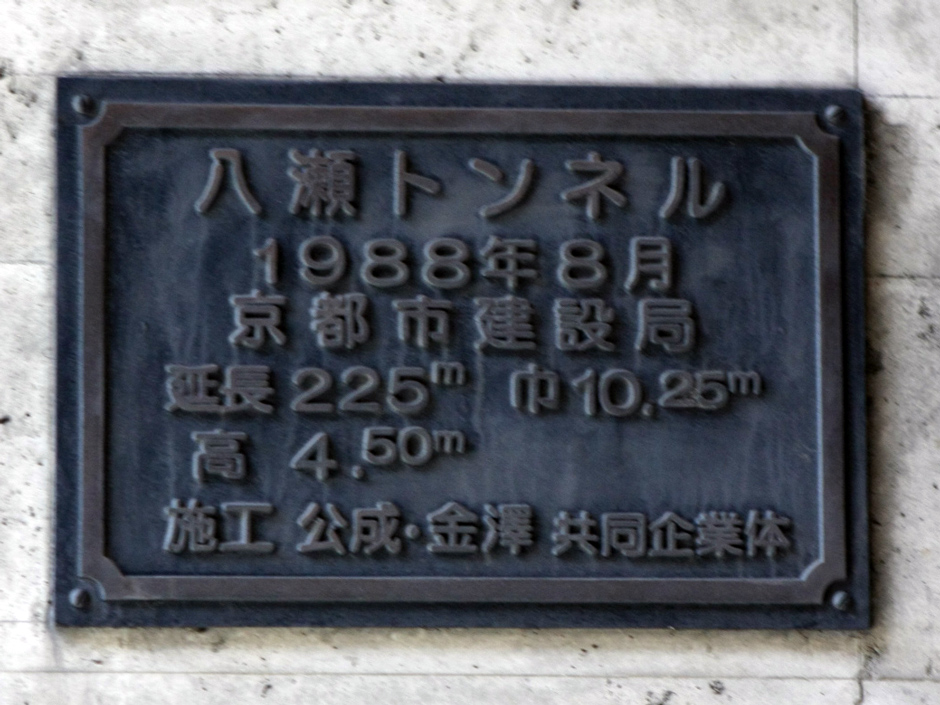 八瀬トンネル
1988年8月
京都市建設局
延長225m 巾10.25m
高 4.50m
施工 公成・金澤 共同企業体